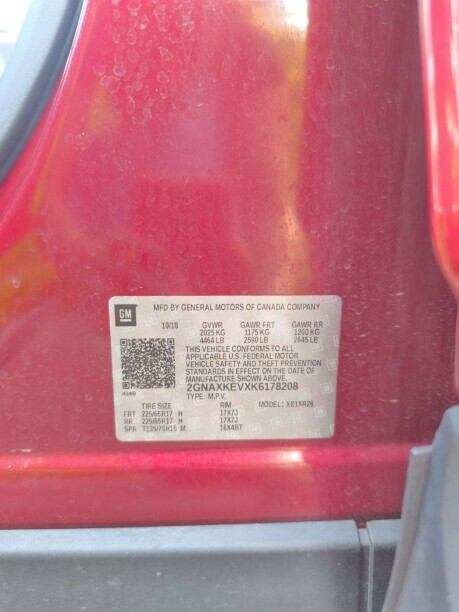 GM
MFD BY GENERAL MOTORS OF CANADA COMPANY
10/18 GVWR GAWR FRT GAWR RR
2025 KG 1175 KG 1200 KG
4464 LB 2590 LB 2645 LB
THIS VEHICLE CONFORMS TO ALL
APPLICABLE U.S. FEDERAL MOTOR
VEHICLE SAFETY AND THEFT PREVENTION
STANDARDS IN EFFECT ON THE DATE
OF MANUFACTURE SHOWN ABOVE.
2GNAXKEVXK6178208
TYPE: M.P.V. MODEL: XB1XR26
TIRE SIZE RIM
FRT 225/65R17 H 17X7J
RR 225/65R17 H 17X7J
SPA T135/70R16 M 16X4BT